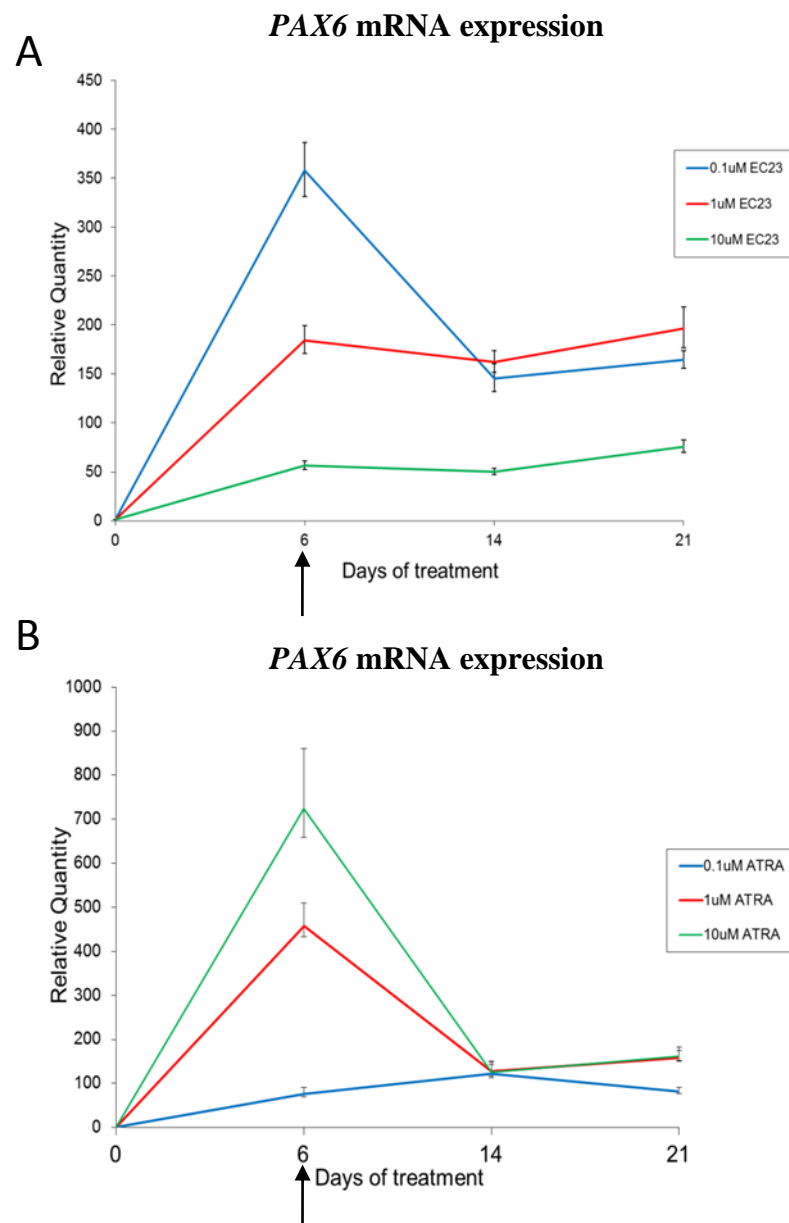 PAX6 mRNA expression
A
450
400
350
300
250
200
150
100
50
0
Relative Quantity
0.1uM EC23
1uM EC23
10uM EC23
0 6 14 21
Days of treatment
B
PAX6 mRNA expression
1000
900
800
700
600
500
400
300
200
100
0
Relative Quantity
0.1uM ATRA
1uM ATRA
10uM ATRA
0 6 14 21
Days of treatment